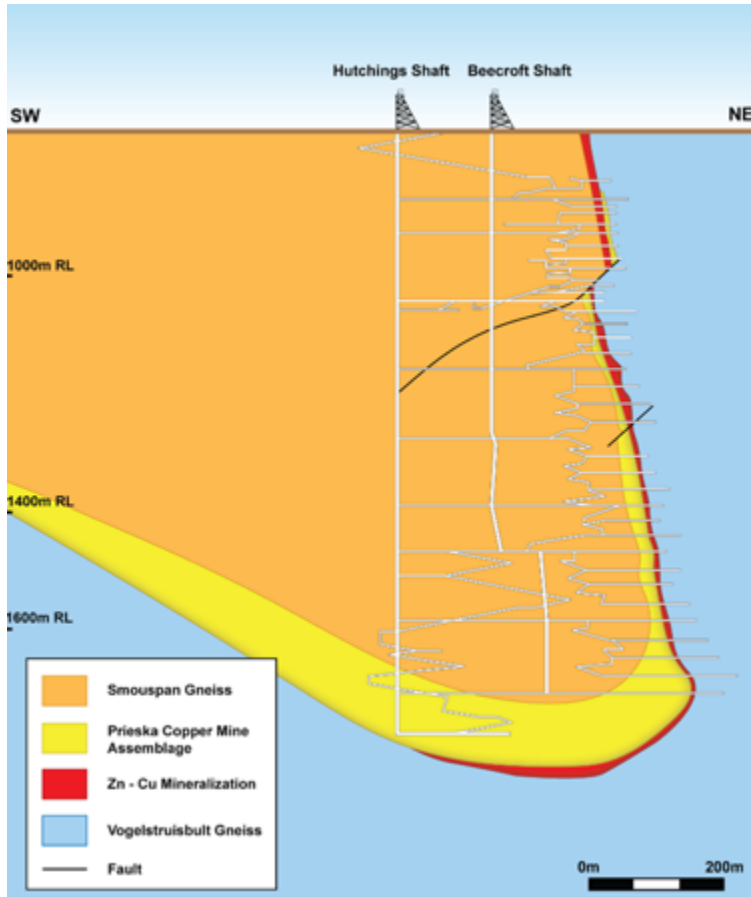 Hutchings Shaft Beecroft Shaft
SW NE
1000m RL
1400m RL
1600m RL
Smouspan Gneiss
Prieska Copper Mine
Assemblage
Zn - Cu Mineralization
Vogelstruisbult Gneiss
Fault
0m 200m